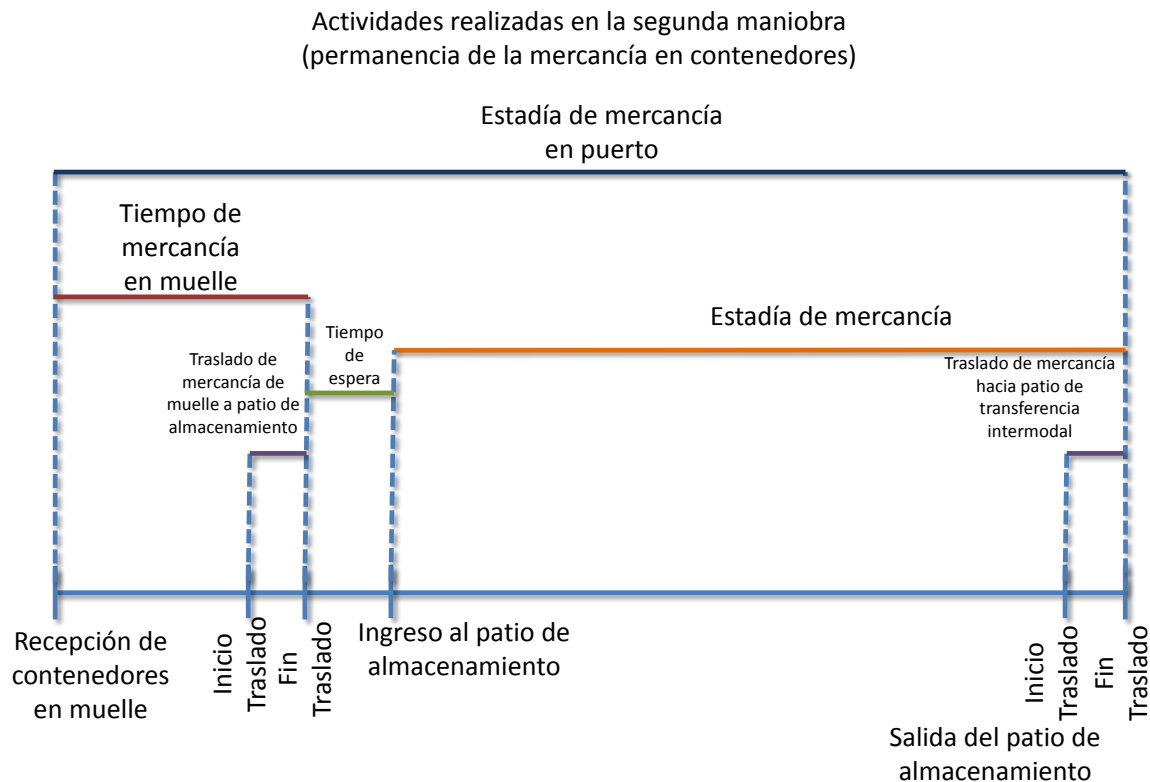 Actividades realizadas en la segunda maniobra
(permanencia de la mercancía en contenedores)
Estadía de mercancía
en puerto
Tiempo de
mercancía
en muelle
Estadía de mercancía
Tiempo
de
espera
Traslado de
mercancía de
muelle a patio de
almacenamiento
Traslado de mercancía
hacia patio de
transferencia
intermodal
Recepción de
contenedores
en muelle
Inicio
Traslado
Fin
Traslado
Ingreso al patio de
almacenamiento
Inicio
Traslado
Fin
Traslado
Salida del patio de
almacenamiento